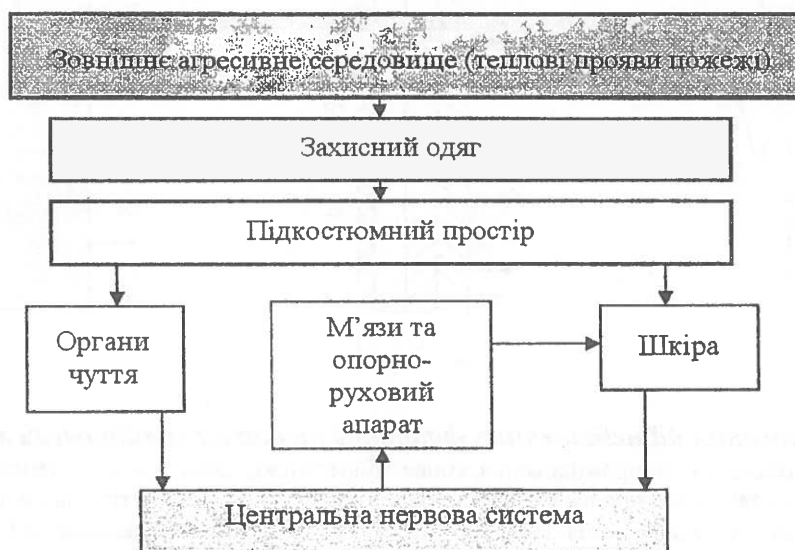 Зовнішнє агресивне середовище (теплові прояви пожежі)
Захисний одяг
Підкостюмний простір
Органи
чуття
М’язи та
опорно-
руховий
апарат
Шкіра
Центральна нервова система